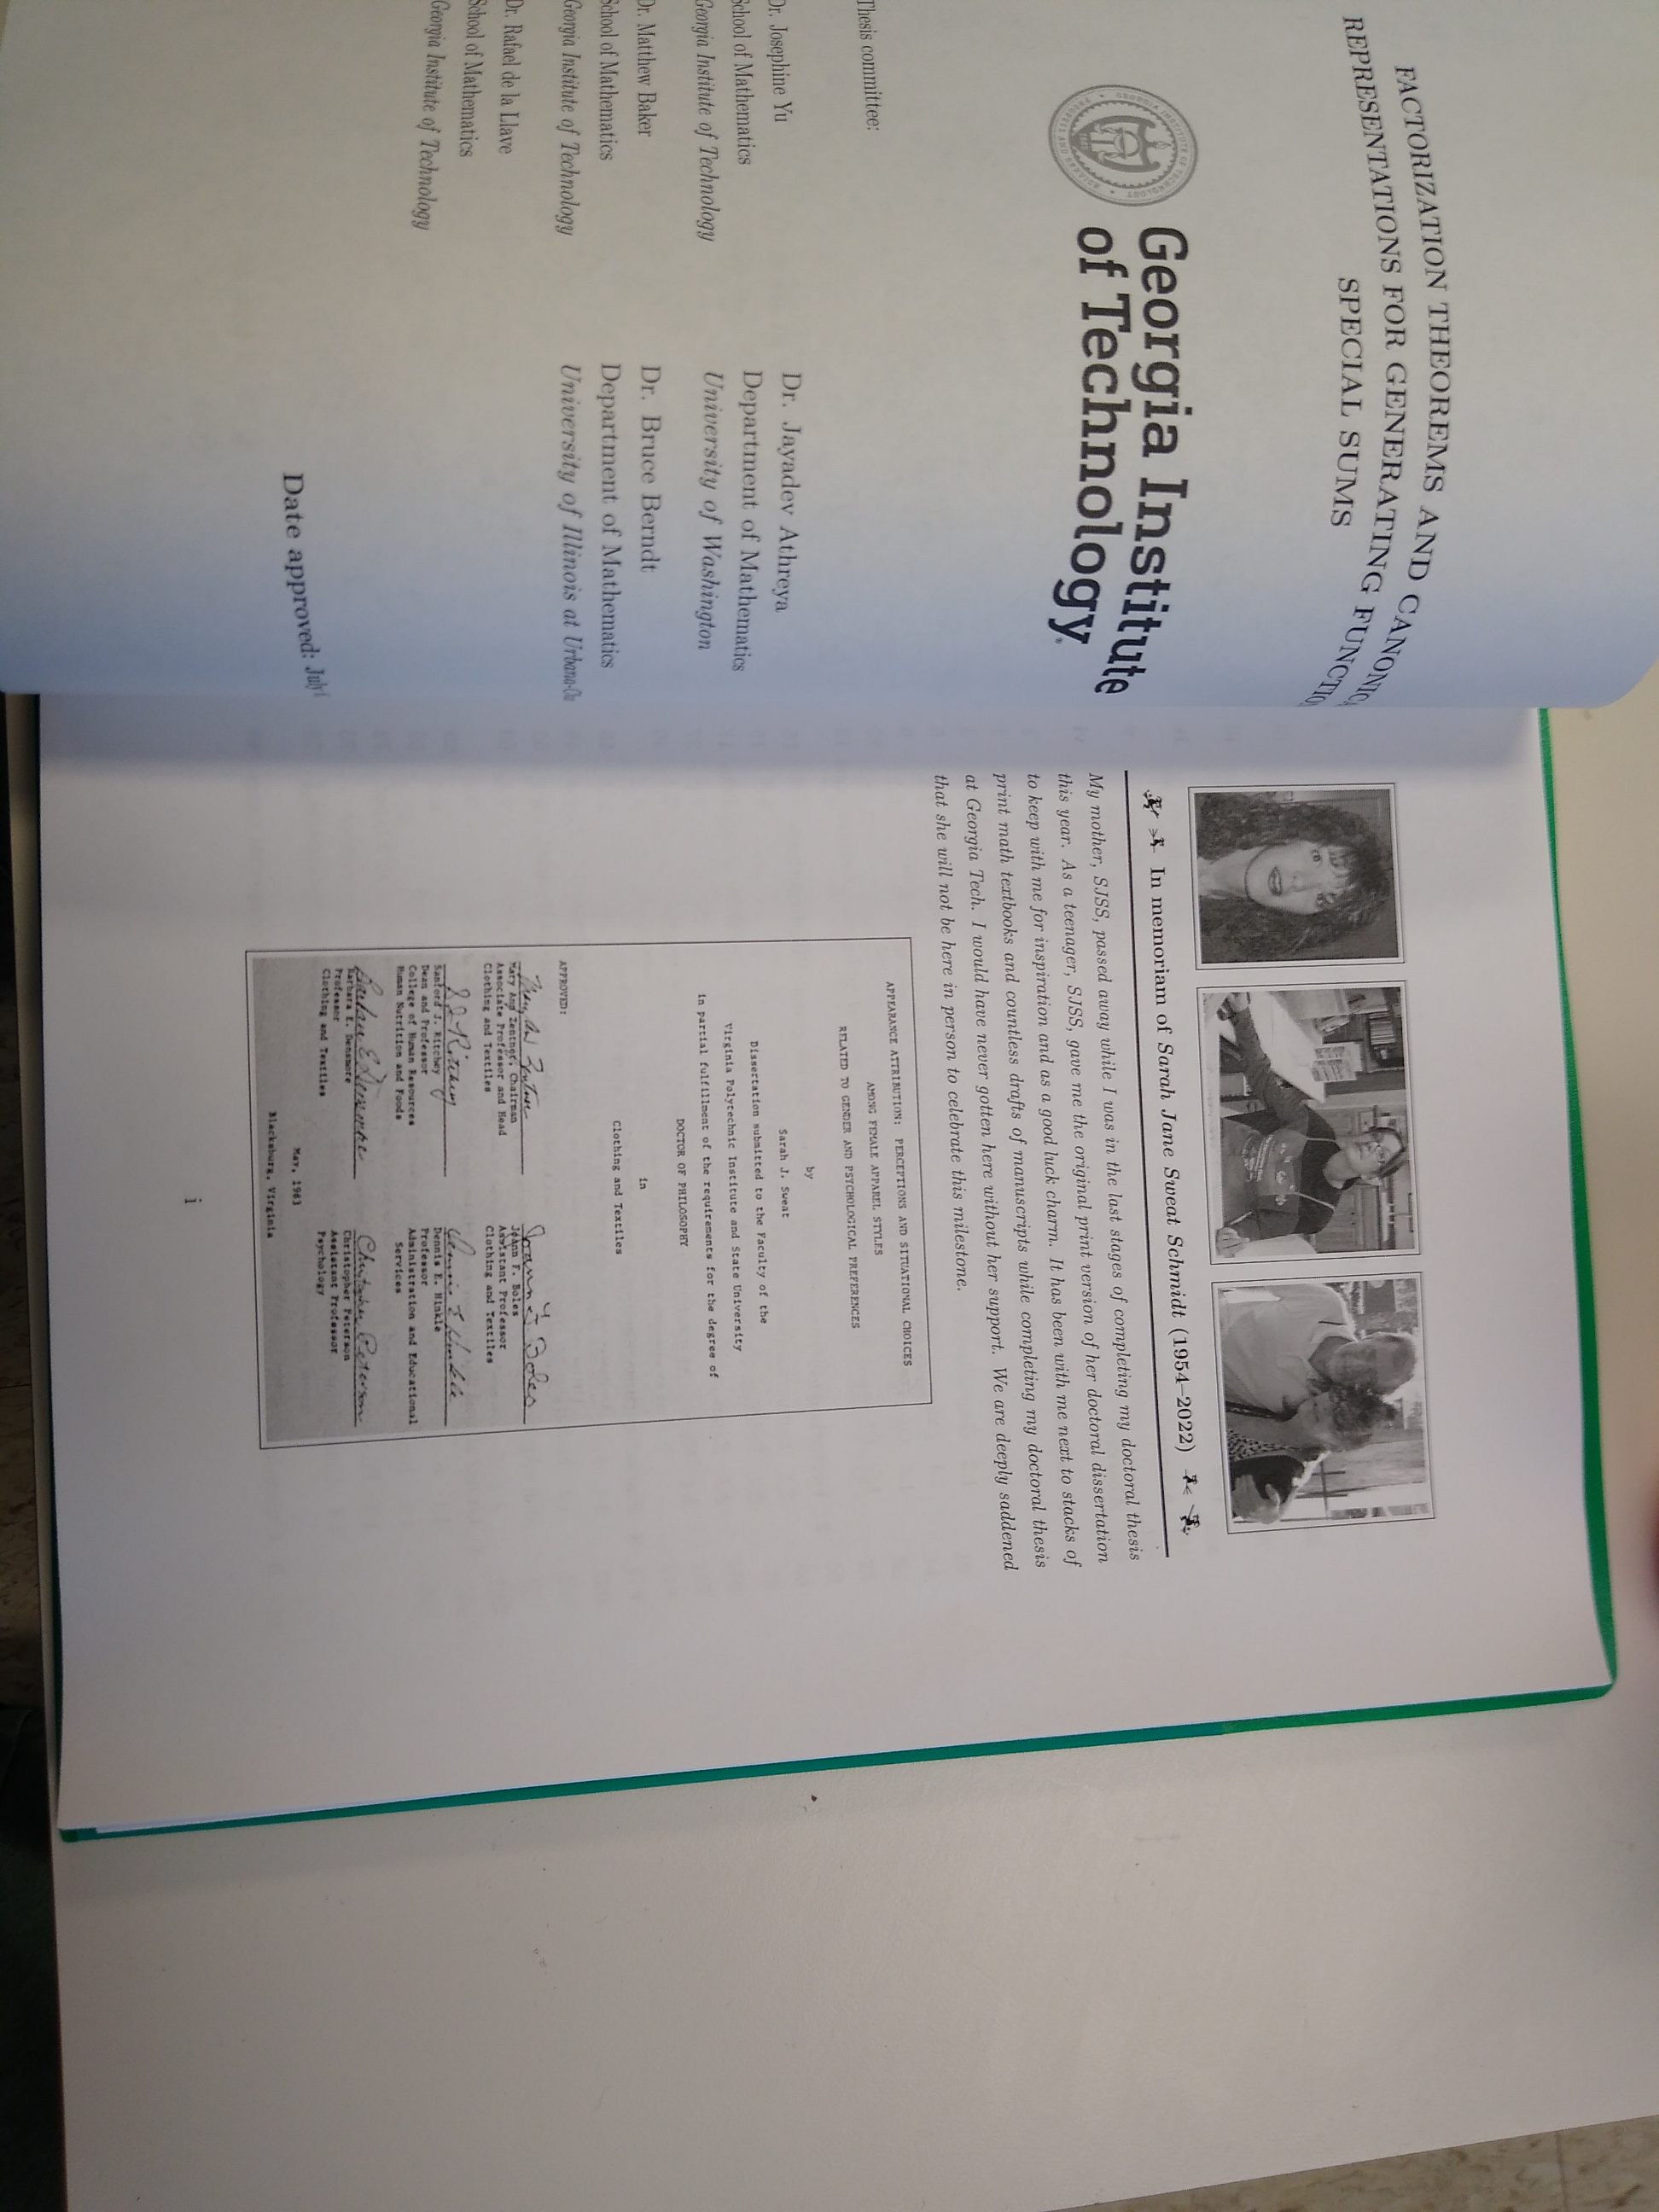 FACTORIZATION THEOREMS AND CANONIC
REPRESENTATIONS FOR GENERATING FUNCTIO
SPECIAL SUMS
Georgia Institute
of Technology
Thesis committee:
Dr. Josephine Yu
School of Mathematics
Georgia Institute of Technology
Dr. Matthew Baker
School of Mathematics
Georgia Institute of Technology
Dr. Rafael de la Llave
School of Mathematics
Georgia Institute of Technology
Dr. Jayadev Athreya
Department of Mathematics
University of Washington
Dr. Bruce Berndt
Department of Mathematics
University of Illinois at Urbana-Ch
Date approved: July
In memoriam of Sarah Jane Sweat Schmidt (1954–2022)
My mother, SJSS, passed away while I was in the last stages of completing my doctoral thesis
this year. As a teenager, SJSS, gave me the original print version of her doctoral dissertation
to keep with me for inspiration and as a good luck charm. It has been with me next to stacks of
print math textbooks and countless drafts of manuscripts while completing my doctoral thesis
at Georgia Tech. I would have never gotten here without her support. We are deeply saddened
that she will not be here in person to celebrate this milestone.
APPEARANCE ATTRIBUTION: PERCEPTIONS AND SITUATIONAL CHOICES
AMONG FEMALE APPAREL STYLES
RELATED TO GENDER AND PSYCHOLOGICAL PREFERENCES
by
Sarah J. Sweat
Dissertation submitted to the Faculty of the
Virginia Polytechnic Institute and State University
in partial fulfillment of the requirements for the degree of
DOCTOR OF PHILOSOPHY
in
Clothing and Textiles
APPROVED:
Mary Ann Zentner, Chairman
Associate Professor and Head
Clothing and Textiles
S J Ritchey
Sanford J. Ritchey
Dean and Professor
College of Human Resources
Human Nutrition and Foods
Barbara E. Densmore
Barbara E. Densmore
Professor
Clothing and Textiles
Joann F. Boles
JoAnn F. Boles
Assistant Professor
Clothing and Textiles
Dennis E Hinkle
Dennis E. Hinkle
Professor
Administration and Educational
Services
Christopher Peterson
Christopher Peterson
Assistant Professor
Psychology
May, 1983
Blacksburg, Virginia
i